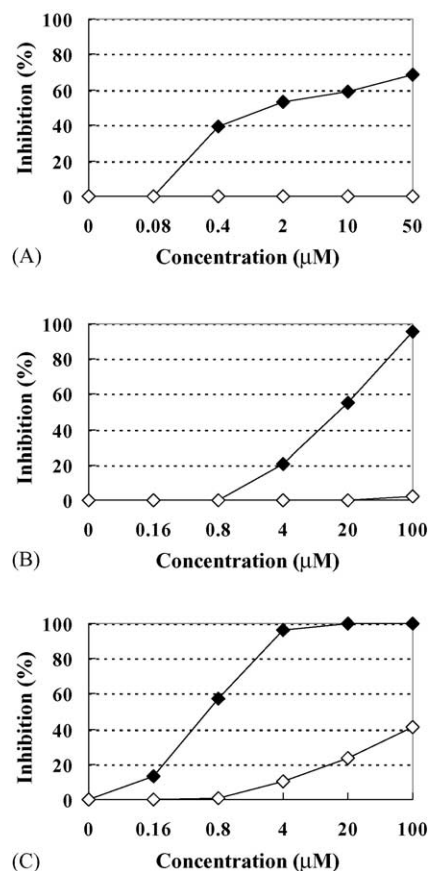 100
80
60
40
20
0
Inhibition (%)
0 0.08 0.4 2 10 50
(A) Concentration (μM)
100
80
60
40
20
0
Inhibition (%)
0 0.16 0.8 4 20 100
(B) Concentration (μM)
100
80
60
40
20
0
Inhibition (%)
0 0.16 0.8 4 20 100
(C) Concentration (μM)